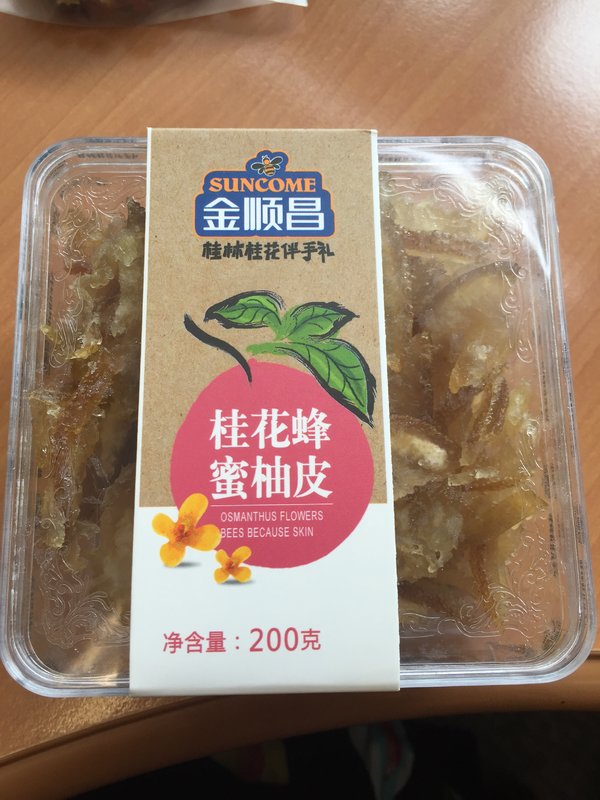 SUNCOME
金顺昌
桂林桂花伴手礼
桂花蜂
蜜柚皮
OSMANTHUS FLOWERS
BEES BECAUSE SKIN
净含量：200克